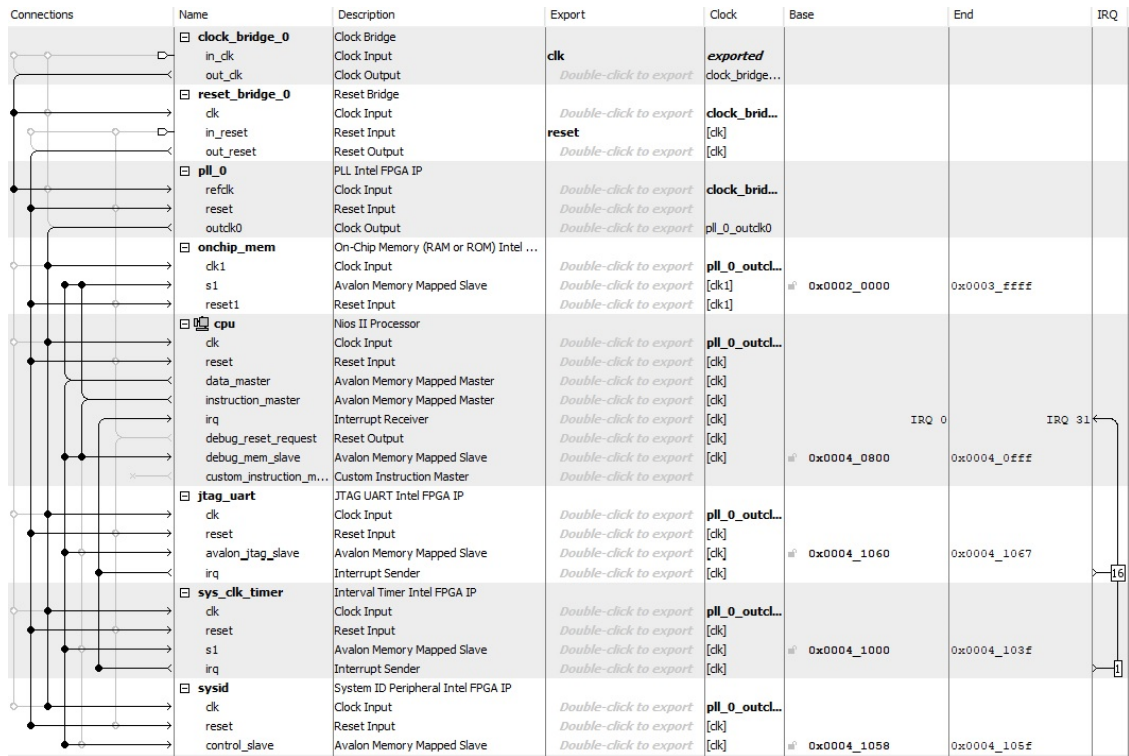 Connections Name Description Export Clock Base End IRQ
clock_bridge_0 Clock Bridge
in_clk Clock Input clk exported
out_clk Clock Output Double-click to export clock_bridge...
reset_bridge_0 Reset Bridge
clk Clock Input Double-click to export clock_brid...
in_reset Reset Input reset [clk]
out_reset Reset Output Double-click to export [clk]
pll_0 PLL Intel FPGA IP
refclk Clock Input Double-click to export clock_brid...
reset Reset Input Double-click to export
outclk0 Clock Output Double-click to export pll_0_outclk0
onchip_mem On-Chip Memory (RAM or ROM) Intel ...
clk1 Clock Input Double-click to export pll_0_outcl...
s1 Avalon Memory Mapped Slave Double-click to export [clk1] 0x0002_0000 0x0003_ffff
reset1 Reset Input Double-click to export [clk1]
cpu Nios II Processor
clk Clock Input Double-click to export pll_0_outcl...
reset Reset Input Double-click to export [clk]
data_master Avalon Memory Mapped Master Double-click to export [clk]
instruction_master Avalon Memory Mapped Master Double-click to export [clk]
irq Interrupt Receiver Double-click to export [clk] IRQ 0 IRQ 31
debug_reset_request Reset Output Double-click to export [clk]
debug_mem_slave Avalon Memory Mapped Slave Double-click to export [clk] 0x0004_0800 0x0004_0fff
custom_instruction_m... Custom Instruction Master Double-click to export
jtag_uart JTAG UART Intel FPGA IP
clk Clock Input Double-click to export pll_0_outcl...
reset Reset Input Double-click to export [clk]
avalon_jtag_slave Avalon Memory Mapped Slave Double-click to export [clk] 0x0004_1060 0x0004_1067
irq Interrupt Sender Double-click to export [clk] 16
sys_clk_timer Interval Timer Intel FPGA IP
clk Clock Input Double-click to export pll_0_outcl...
reset Reset Input Double-click to export [clk]
s1 Avalon Memory Mapped Slave Double-click to export [clk] 0x0004_1000 0x0004_103f
irq Interrupt Sender Double-click to export [clk] 1
sysid System ID Peripheral Intel FPGA IP
clk Clock Input Double-click to export pll_0_outcl...
reset Reset Input Double-click to export [clk]
control_slave Avalon Memory Mapped Slave Double-click to export [clk] 0x0004_1058 0x0004_105f